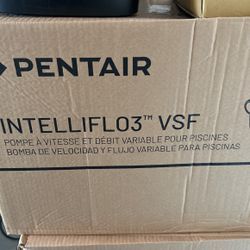 PENTAIR
INTELLIFLO3™ VSF
POMPE À VITESSE ET DÉBIT VARIABLE POUR PISCINES
BOMBA DE VELOCIDAD Y FLUJO VARIABLE PARA PISCINAS